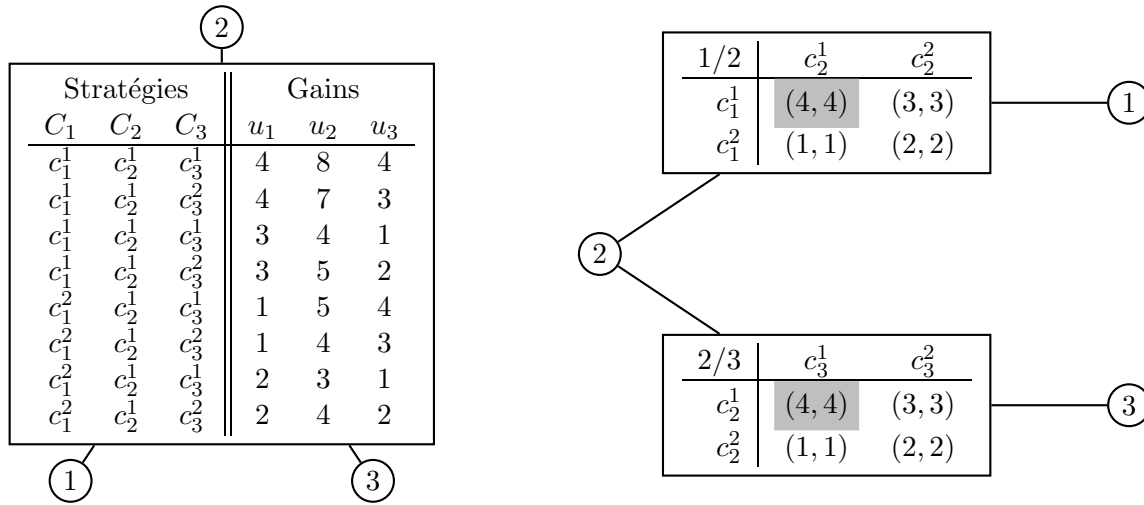 2
Stratégies Gains
C₁ C₂ C₃ u₁ u₂ u₃
c₁¹ c₂¹ c₃¹ 4 8 4
c₁¹ c₂¹ c₃² 4 7 3
c₁¹ c₂¹ c₃¹ 3 4 1
c₁¹ c₂¹ c₃² 3 5 2
c₁² c₂¹ c₃¹ 1 5 4
c₁² c₂¹ c₃² 1 4 3
c₁² c₂¹ c₃¹ 2 3 1
c₁² c₂¹ c₃² 2 4 2
1 3
1/2 c₂¹ c₂²
c₁¹ (4, 4) (3, 3) 1
c₁² (1, 1) (2, 2)
2
2/3 c₃¹ c₃²
c₂¹ (4, 4) (3, 3) 3
c₂² (1, 1) (2, 2)